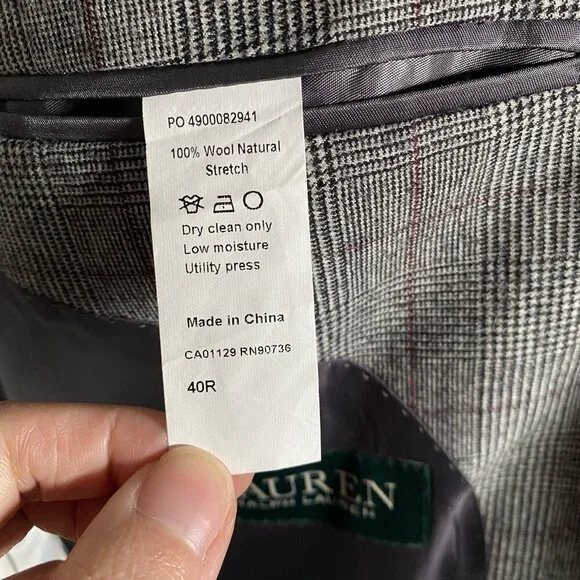 PO 4900082941
100% Wool Natural
Stretch
Dry clean only
Low moisture
Utility press
Made in China
CA01129 RN90736
40R
AUREN
RALPH LAUREN